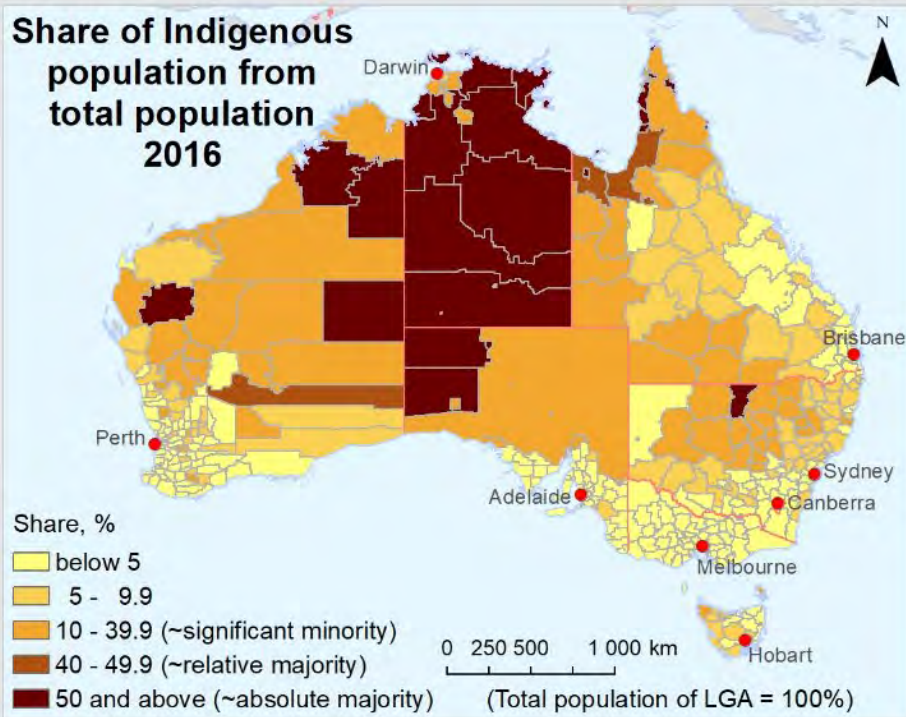 Share of Indigenous
population from
total population
2016
N
Darwin
Brisbane
Perth
Sydney
Adelaide
Canberra
Melbourne
Hobart
Share, %
below 5
5 - 9.9
10 - 39.9 (~significant minority)
40 - 49.9 (~relative majority)
50 and above (~absolute majority)
0 250 500 1 000 km
(Total population of LGA = 100%)